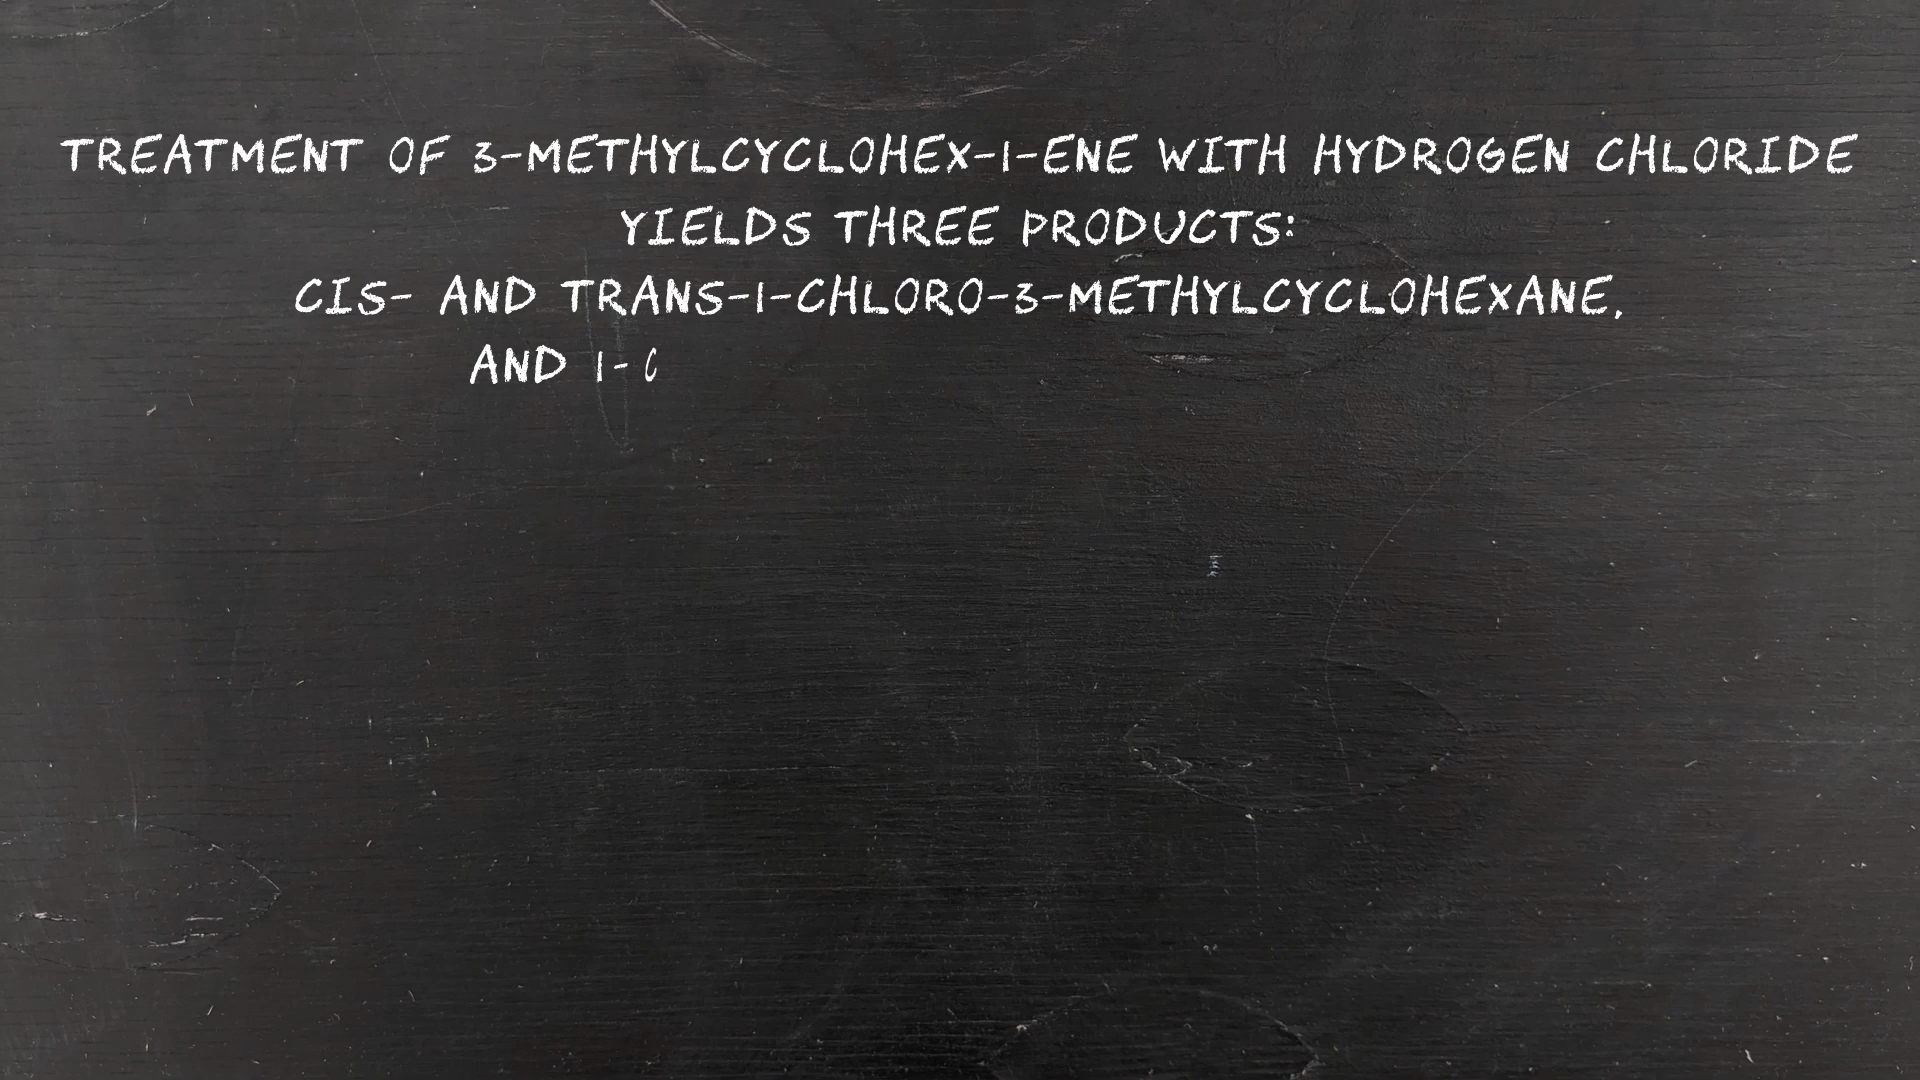 TREATMENT OF 3-METHYLCYCLOHEX-1-ENE WITH HYDROGEN CHLORIDE
YIELDS THREE PRODUCTS:
CIS- AND TRANS-1-CHLORO-3-METHYLCYCLOHEXANE,
AND 1-C